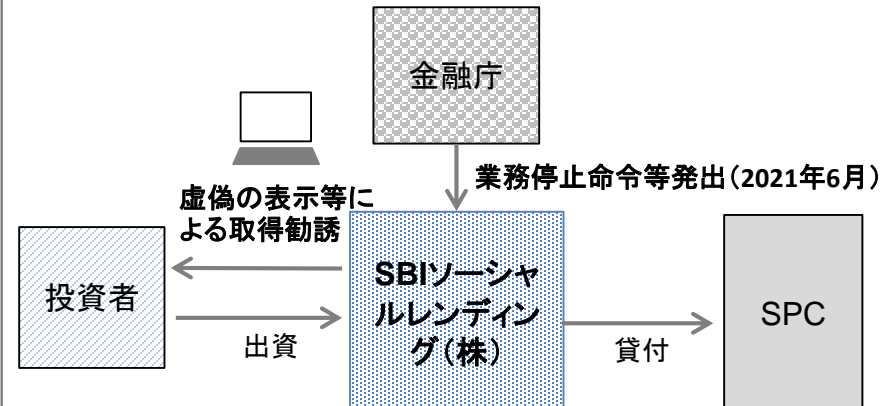 金融庁
業務停止命令等発出（2021年6月）
虚偽の表示等に
よる取得勧誘
投資者
SBIソーシャ
ルレンディン
グ（株）
SPC
出資
貸付